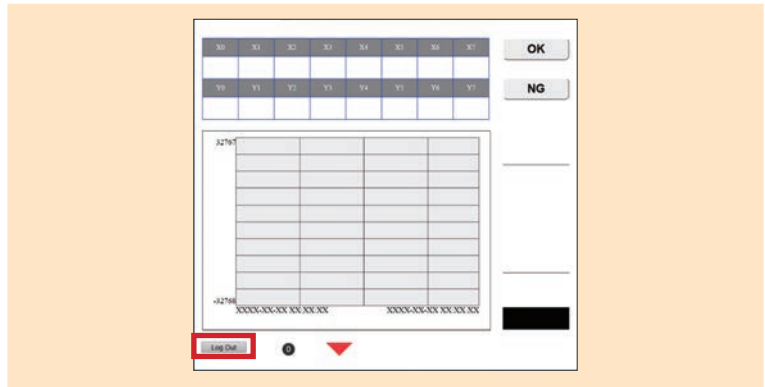 X0 X1 X2 X3 X4 X5 X6 X7
OK
Y0 Y1 Y2 Y3 Y4 Y5 Y6 Y7
NG
32767
-32768
XXXX-XX-XX XX:XX:XX XXXX-XX-XX XX:XX:XX
Log Out
0